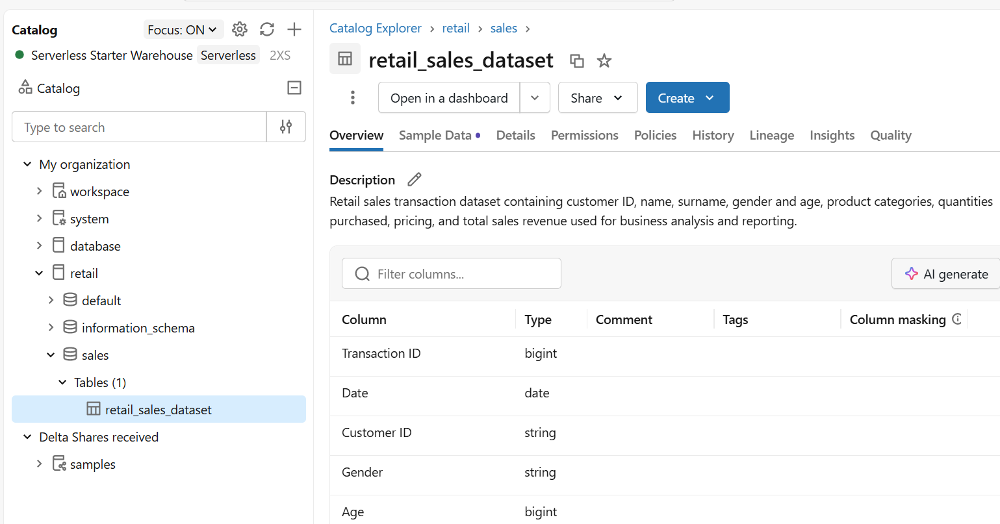 Catalog
Focus: ON
Serverless Starter Warehouse Serverless 2XS
Catalog
Type to search
My organization
workspace
system
database
retail
default
information_schema
sales
Tables (1)
retail_sales_dataset
Delta Shares received
samples
Catalog Explorer > retail > sales >
retail_sales_dataset
Open in a dashboard Share Create
Overview Sample Data Details Permissions Policies History Lineage Insights Quality
Description
Retail sales transaction dataset containing customer ID, name, surname, gender and age, product categories, quantities
purchased, pricing, and total sales revenue used for business analysis and reporting.
Filter columns...
AI generate
Column Type Comment Tags Column masking
Transaction ID bigint
Date date
Customer ID string
Gender string
Age bigint